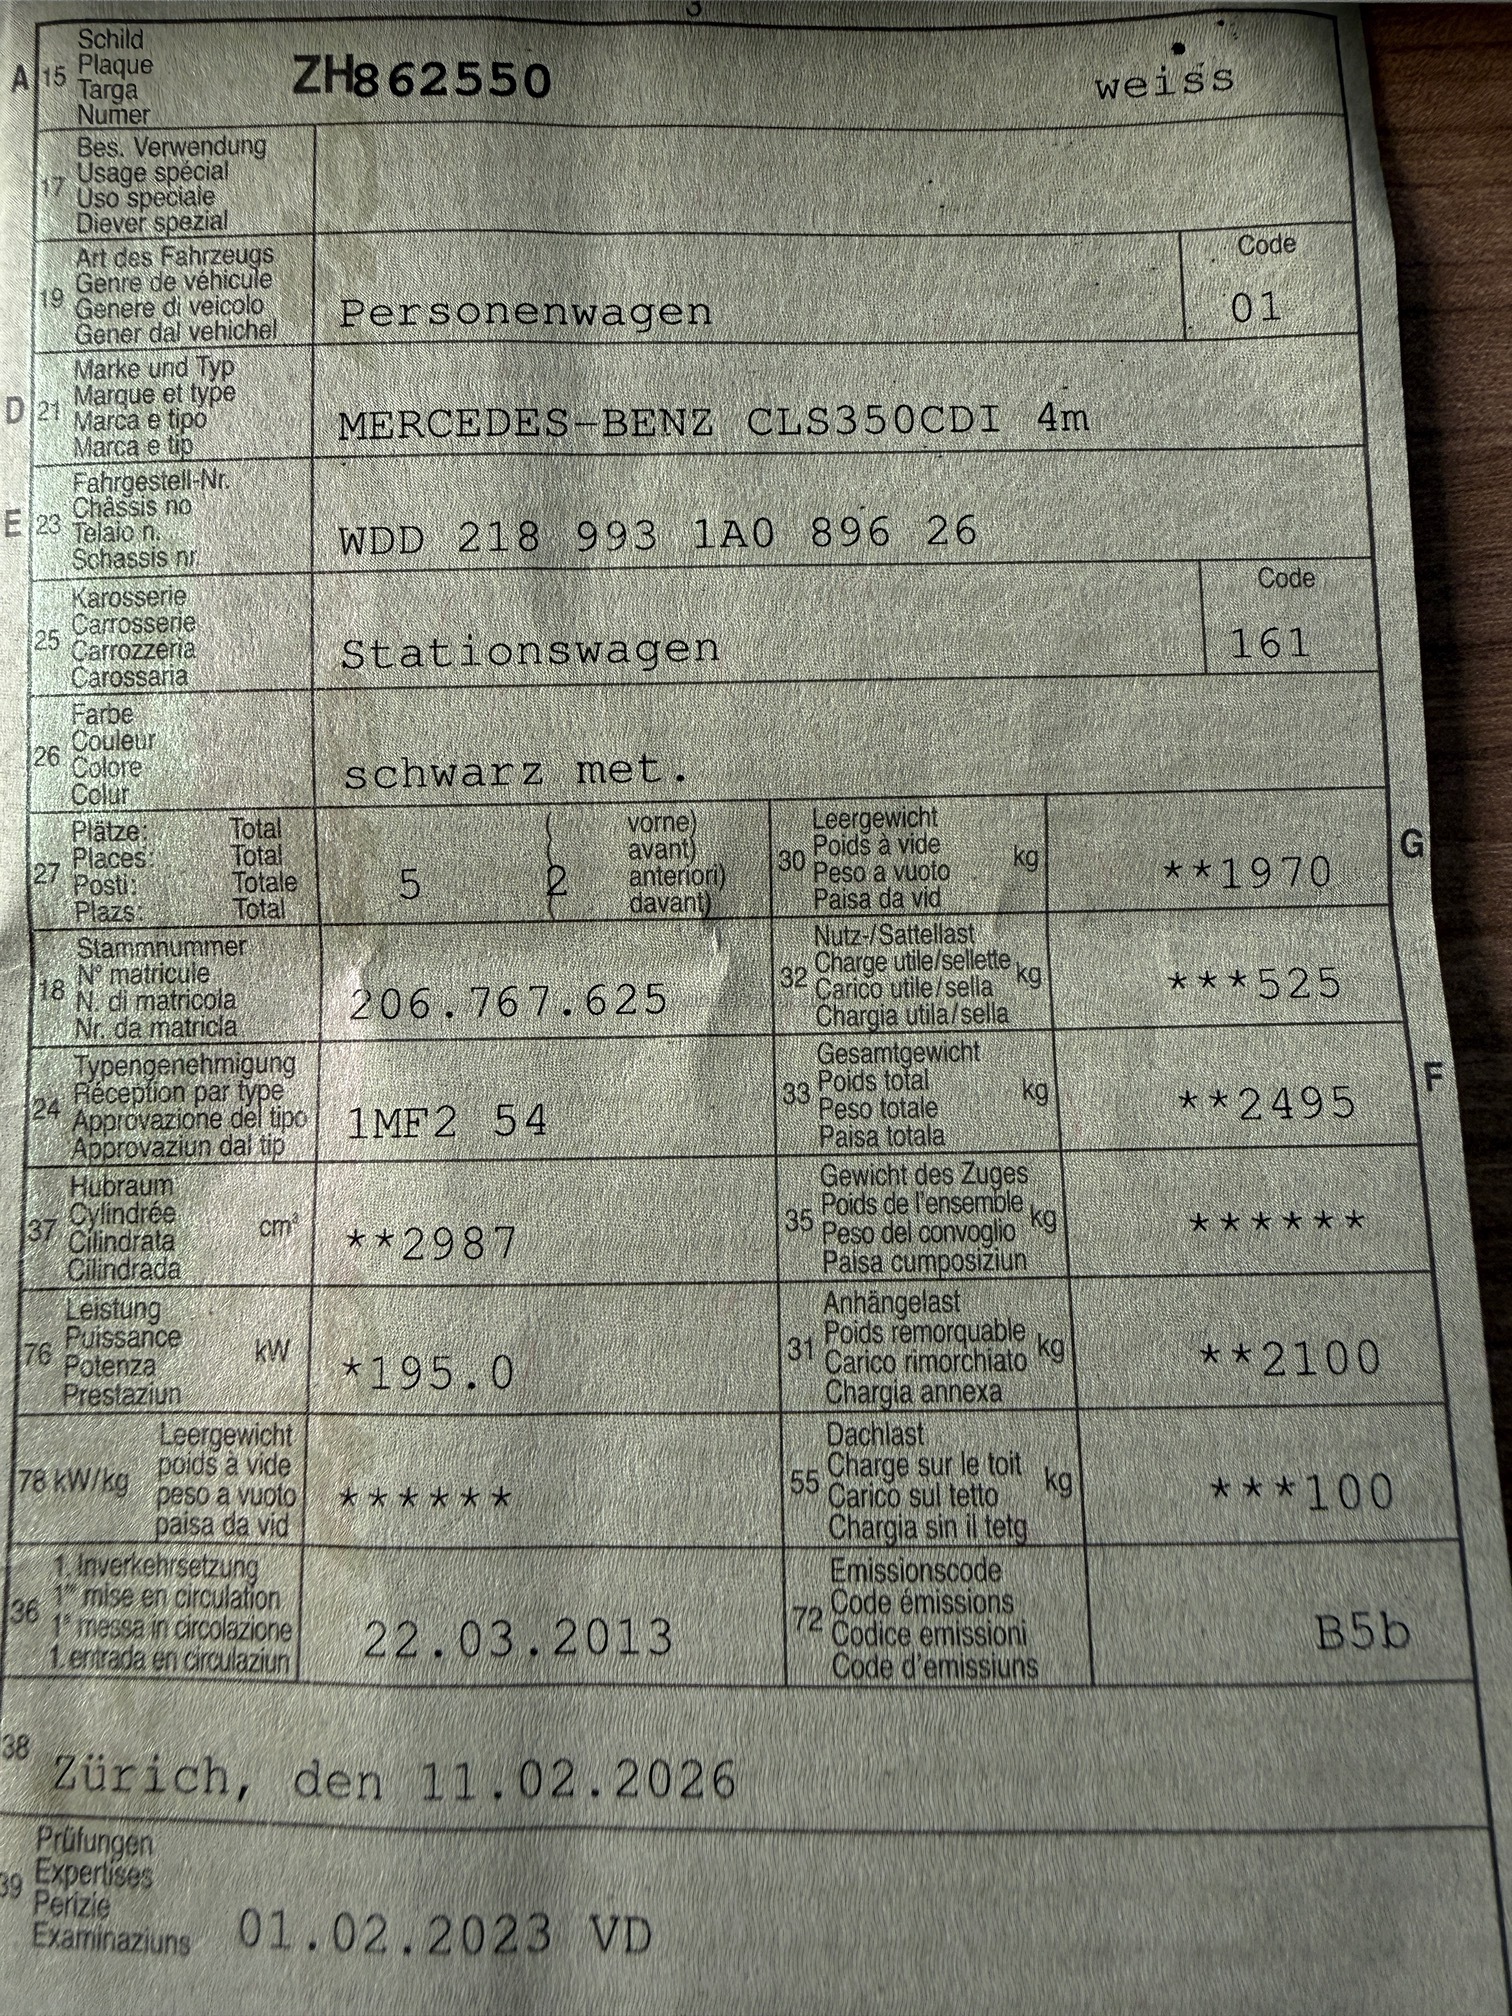 A 15 Schild
Plaque
Targa
Numer
ZH862550 weiss
17 Bes. Verwendung
Usage spécial
Uso speciale
Diever spezial
19 Art des Fahrzeugs
Genre de véhicule
Genere di veicolo
Gener dal vehichel
Personenwagen
Code
01
D 21 Marke und Typ
Marque et type
Marca e tipo
Marca e tip
MERCEDES-BENZ CLS350CDI 4m
E 23 Fahrgestell-Nr.
Châssis no
Telaio n.
Schassis nr.
WDD 218 993 1A0 896 26
25 Karosserie
Carrosserie
Carrozzeria
Carossaria
Stationswagen
Code
161
26 Farbe
Couleur
Colore
Colur
schwarz met.
27 Plätze: Total
Places: Total
Posti: Totale
Plazs: Total
5 ( 2 vorne)
avant)
anteriori)
davant)
30 Leergewicht
Poids à vide
Peso a vuoto
Paisa da vid
kg
**1970
G
18 Stammnummer
N° matricule
N. di matricola
Nr. da matricla
206.767.625
32 Nutz-/Sattellast
Charge utile/sellette
Carico utile/sella
Chargia utila/sella
kg
***525
24 Typengenehmigung
Réception par type
Approvazione del tipo
Approvaziun dal tip
1MF2 54
33 Gesamtgewicht
Poids total
Peso totale
Paisa totala
kg
**2495
F
37 Hubraum
Cylindrée
Cilindrata
Cilindrada
cm³
**2987
35 Gewicht des Zuges
Poids de l'ensemble
Peso del convoglio
Paisa cumposiziun
kg
******
76 Leistung
Puissance
Potenza
Prestaziun
kW
*195.0
31 Anhängelast
Poids remorquable
Carico rimorchiato
Chargia annexa
kg
**2100
78 kW/kg
Leergewicht
poids à vide
peso a vuoto
paisa da vid
******
55 Dachlast
Charge sur le toit
Carico sul tetto
Chargia sin il tetg
kg
***100
36 1. Inverkehrsetzung
1re mise en circulation
1a messa in circolazione
1. entrada en circulaziun
22.03.2013
72 Emissionscode
Code émissions
Codice emissioni
Code d'emissiuns
B5b
38 Zürich, den 11.02.2026
39 Prüfungen
Expertises
Perizie
Examinaziuns
01.02.2023 VD